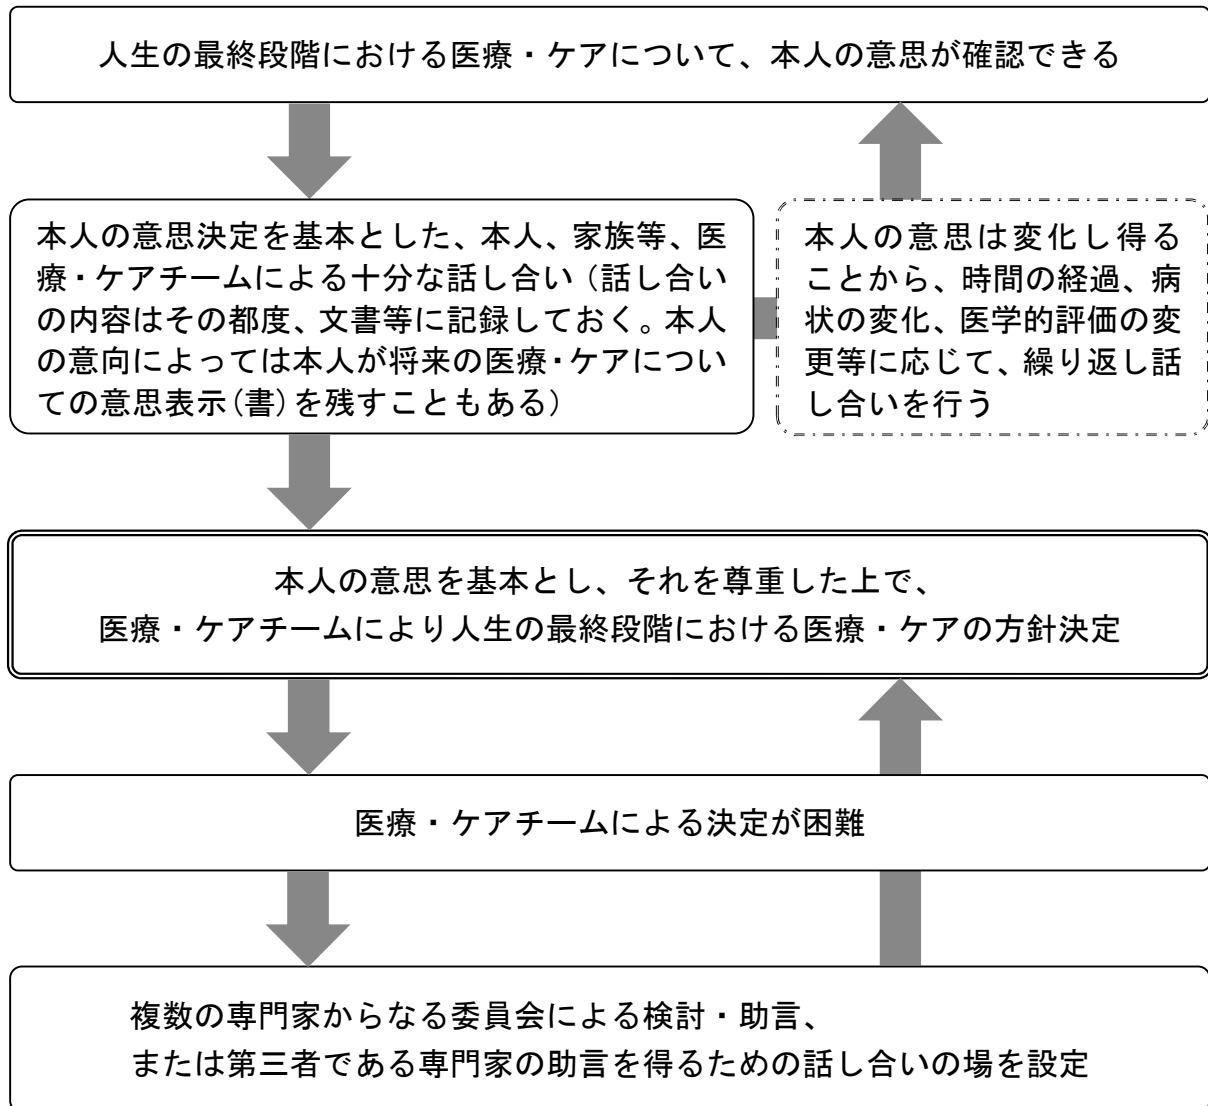 人生の最終段階における医療・ケアについて、本人の意思が確認できる
本人の意思決定を基本とした、本人、家族等、医
療・ケアチームによる十分な話し合い（話し合い
の内容はその都度、文書等に記録しておく。本人
の意向によっては本人が将来の医療・ケアについ
ての意思表示（書）を残すこともある）
本人の意思は変化し得る
ことから、時間の経過、病
状の変化、医学的評価の変
更等に応じて、繰り返し話
し合いを行う
本人の意思を基本とし、それを尊重した上で、
医療・ケアチームにより人生の最終段階における医療・ケアの方針決定
医療・ケアチームによる決定が困難
複数の専門家からなる委員会による検討・助言、
または第三者である専門家の助言を得るための話し合いの場を設定